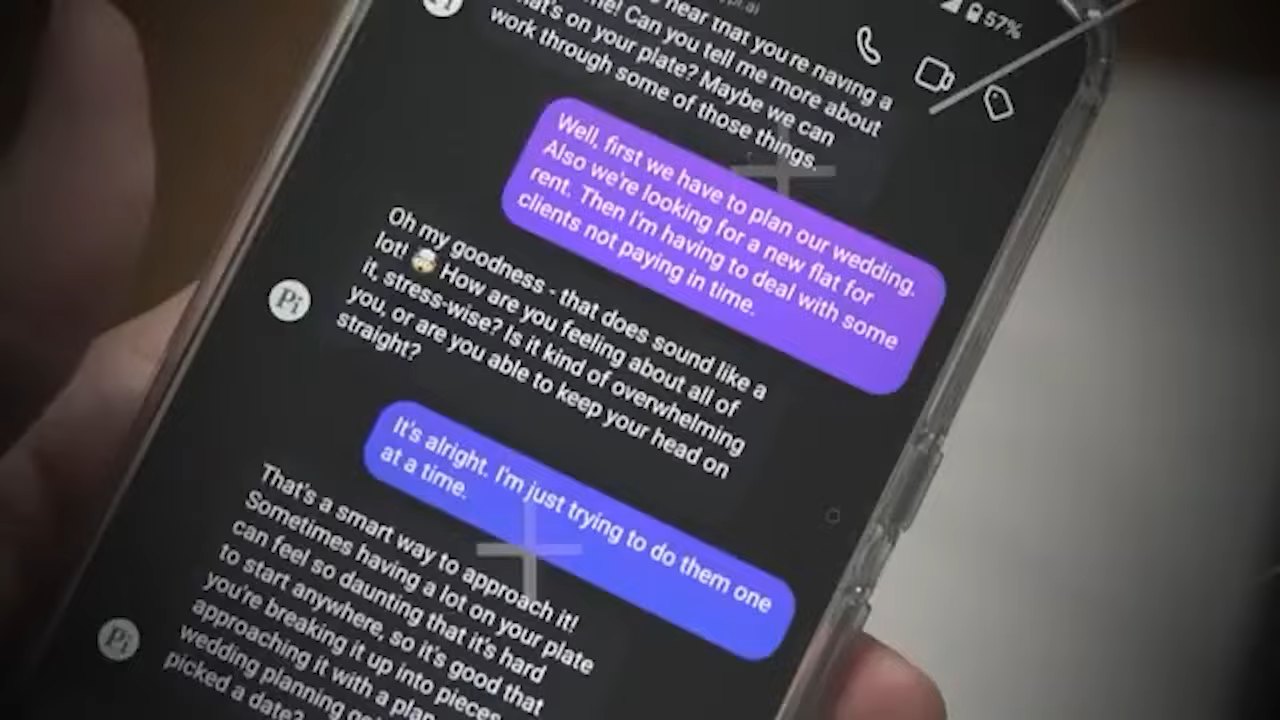 57%
hear that you're having a
Can you tell me more about
on your plate? Maybe we can
work through some of those things.
Well, first we have to plan our wedding.
Also we're looking for a new flat for
rent. Then I'm having to deal with some
clients not paying in time.
Pi
Oh my goodness - that does sound like a
lot! 🤯 How are you feeling about all of
it, stress-wise? Is it kind of overwhelming
you, or are you able to keep your head on
straight?
It's alright. I'm just trying to do them one
at a time.
Pi
That's a smart way to approach it!
Sometimes having a lot on your plate
can feel so daunting that it's hard
to start anywhere, so it's good that
you're breaking it up into pieces
approaching it with a plan
wedding planning
picked a date?